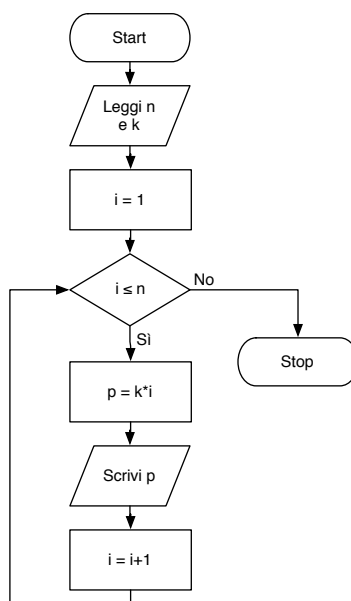 Start
Leggi n
e k
i = 1
i ≤ n
No
Sì
Stop
p = k*i
Scrivi p
i = i+1